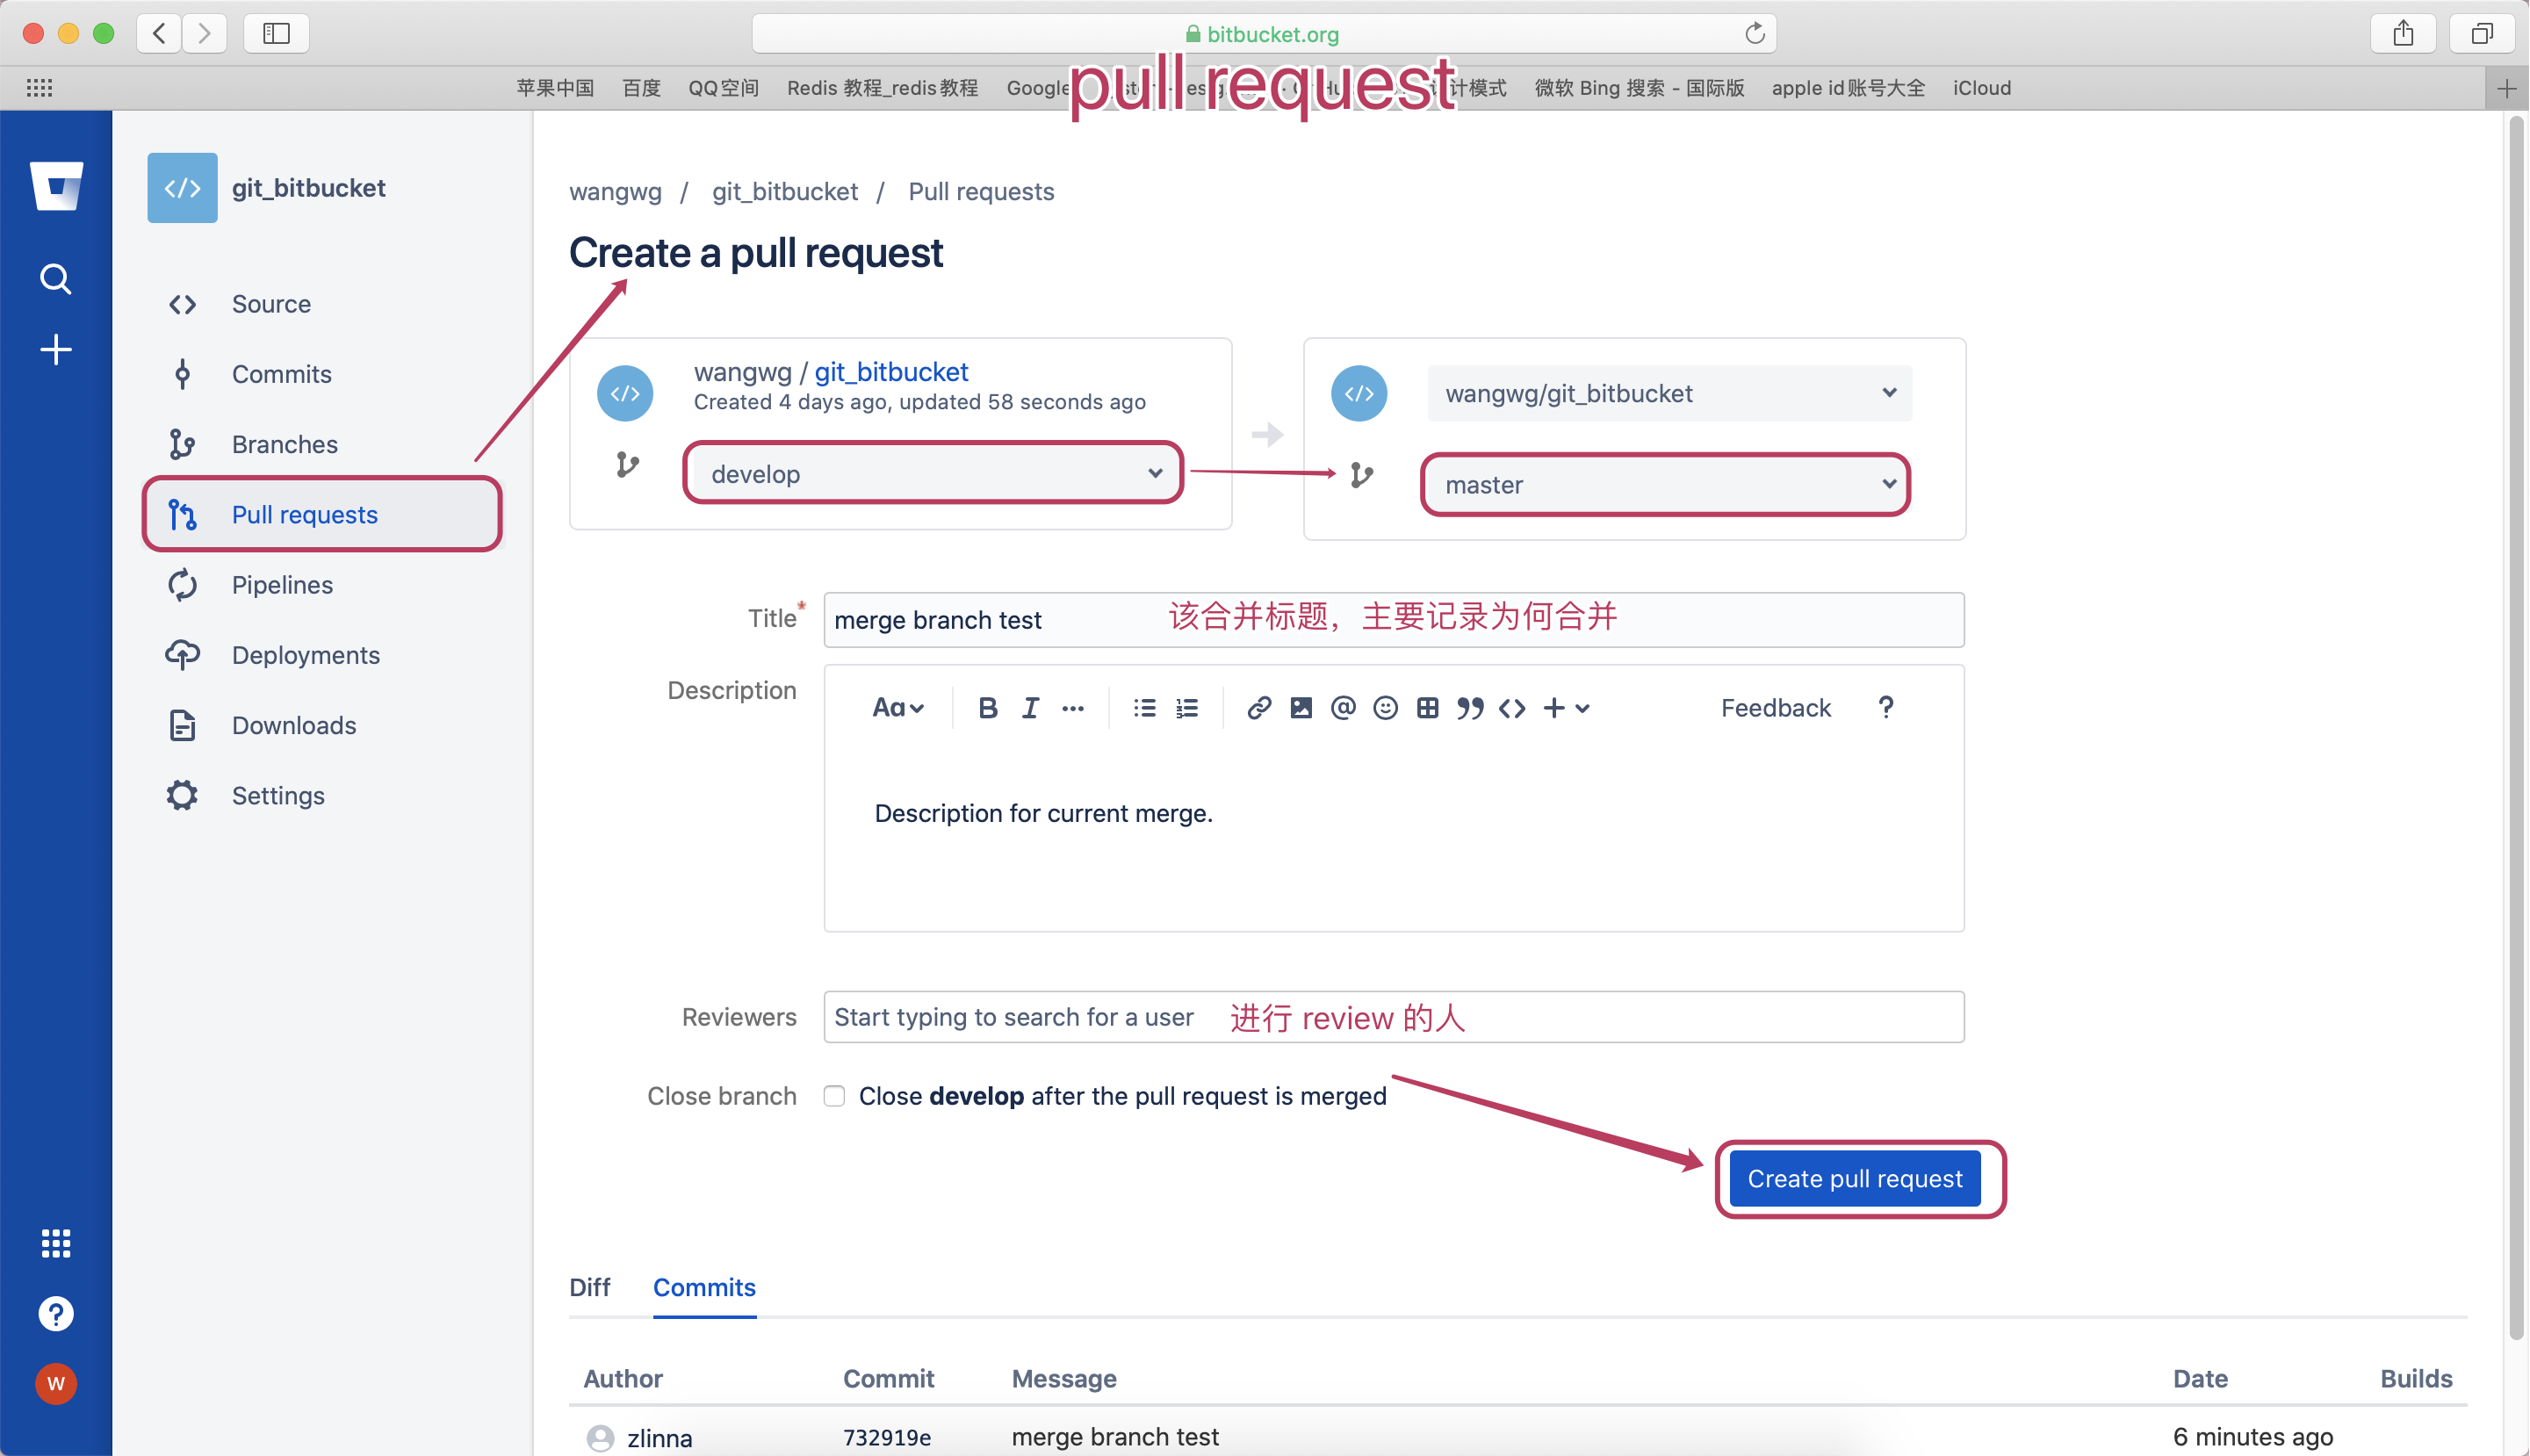 bitbucket.org
苹果中国 百度 QQ空间 Redis 教程_redis教程 Google 计模式 微软 Bing 搜索 - 国际版 apple id账号大全 iCloud
pull request
git_bitbucket
Source
Commits
Branches
Pull requests
Pipelines
Deployments
Downloads
Settings
W
wangwg / git_bitbucket / Pull requests
Create a pull request
wangwg / git_bitbucket
Created 4 days ago, updated 58 seconds ago
develop
wangwg/git_bitbucket
master
Title* merge branch test 该合并标题，主要记录为何合并
Description
Aa B I ... Feedback ?
Description for current merge.
Reviewers Start typing to search for a user 进行 review 的人
Close branch Close develop after the pull request is merged
Create pull request
Diff Commits
Author Commit Message Date Builds
zlinna 732919e merge branch test 6 minutes ago